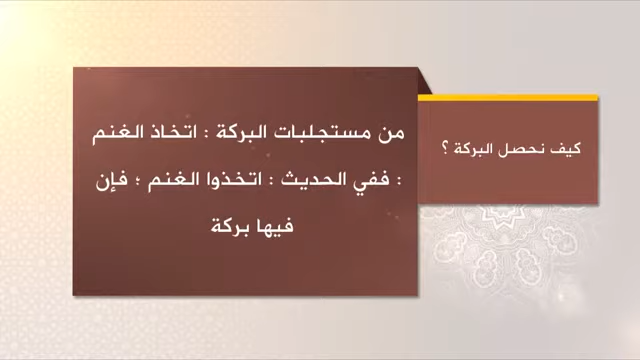 كيف نحصل البركة ؟
من مستجلبات البركة : اتخاذ الغنم
: ففي الحديث : اتخذوا الغنم ؛ فإن
فيها بركة